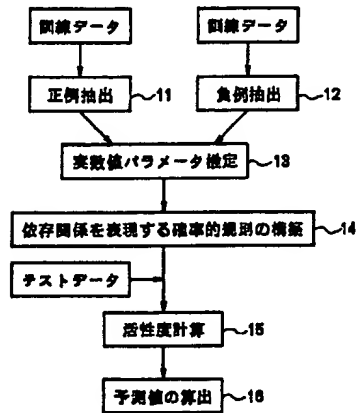 訓練データ 訓練データ
正例抽出 11 負例抽出 12
実数値パラメータ推定 13
依存関係を表現する確率的規則の構築 14
テストデータ
活性度計算 15
予測値の算出 16